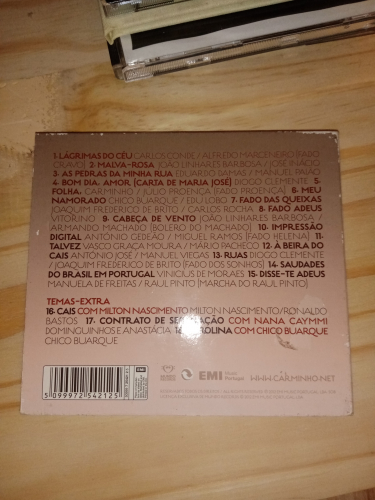 1- LÁGRIMAS DO CÉU CARLOS CONDE / ALFREDO MARCENEIRO (FADO
CRAVO) 2- MALVA-ROSA JOÃO LINHARES BARBOSA / JOSÉ INÁCIO
3- AS PEDRAS DA MINHA RUA EDUARDO DAMAS / MANUEL PAIÃO
4- BOM DIA, AMOR (CARTA DE MARIA JOSÉ) DIOGO CLEMENTE 5-
FOLHA, CARMINHO / JULIO PROENÇA (FADO PROENÇA) 6- MEU
NAMORADO CHICO BUARQUE / EDU LOBO 7- FADO DAS QUEIXAS
(JOAQUIM FREDERICO DE BRITO / CARLOS ROCHA 8- FADO ADEUS
VITORINO 9- CABEÇA DE VENTO JOÃO LINHARES BARBOSA /
ARMANDO MACHADO (BOLERO DO MACHADO) 10- IMPRESSÃO
DIGITAL ANTÓNIO GEDEÃO / MIGUEL RAMOS (FADO HELENA) 11-
TALVEZ VASCO GRAÇA MOURA / MÁRIO PACHECO 12- À BEIRA DO
CAIS ANTÓNIO JOSÉ / MANUEL VIEGAS 13- RUAS DIOGO CLEMENTE
/ JOAQUIM FREDERICO DE BRITO (FADO DOS SONHOS) 14- SAUDADES
DO BRASIL EM PORTUGAL VINICIUS DE MORAES 15- DISSE-TE ADEUS
MANUELA DE FREITAS / RAUL PINTO (MARCHA DO RAUL PINTO)
TEMAS-EXTRA
16- CAIS COM MILTON NASCIMENTO MILTON NASCIMENTO/RONALDO
BASTOS 17- CONTRATO DE SEPARAÇÃO COM NANA CAYMMI
DOMINGUINHOS E ANASTÁCIA 18- CAROLINA COM CHICO BUARQUE
CHICO BUARQUE
5 099972 542125
EMI Music Portugal
WWW.CARMINHO.NET